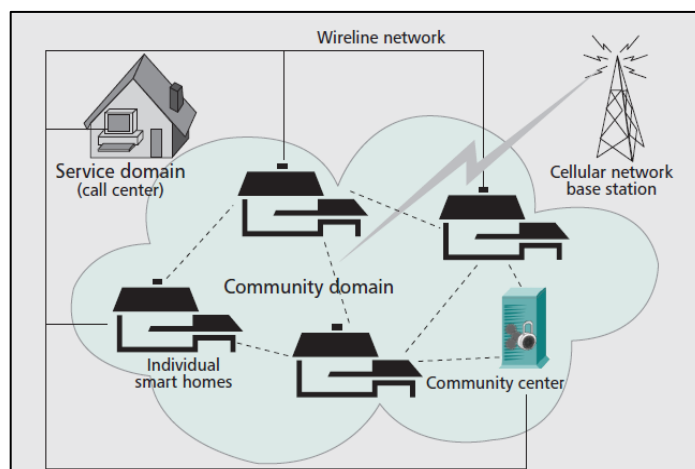 Wireline network
Service domain
(call center)
Cellular network
base station
Community domain
Individual
smart homes
Community center